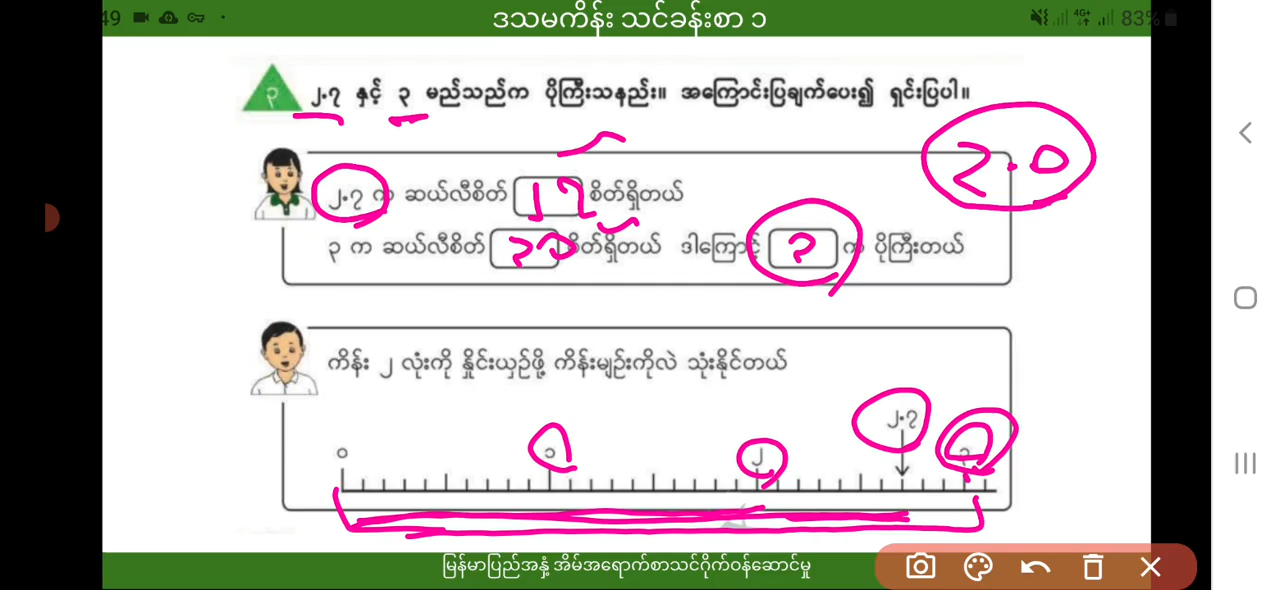 49
4G+ 83%
ဒသမကိန်း သင်ခန်းစာ ၁
၃ ၂.၇ နှင့် ၃ မည်သည်က ပိုကြီးသနည်း။ အကြောင်းပြချက်ပေး၍ ရှင်းပြပါ။
2.0
၂.၇ က ဆယ်လီစိတ် စိတ်ရှိတယ်
၃ က ဆယ်လီစိတ် စိတ်ရှိတယ် ဒါကြောင့် ? က ပိုကြီးတယ်
ကိန်း ၂ လုံးကို နှိုင်းယှဉ်ဖို့ ကိန်းမျဉ်းကိုလဲ သုံးနိုင်တယ်
၂.၇
၀ ၁ ၂ ၃
မြန်မာပြည်အနှံ့ အိမ်အရောက်စာသင်ဂိုက်ဝန်ဆောင်မှု